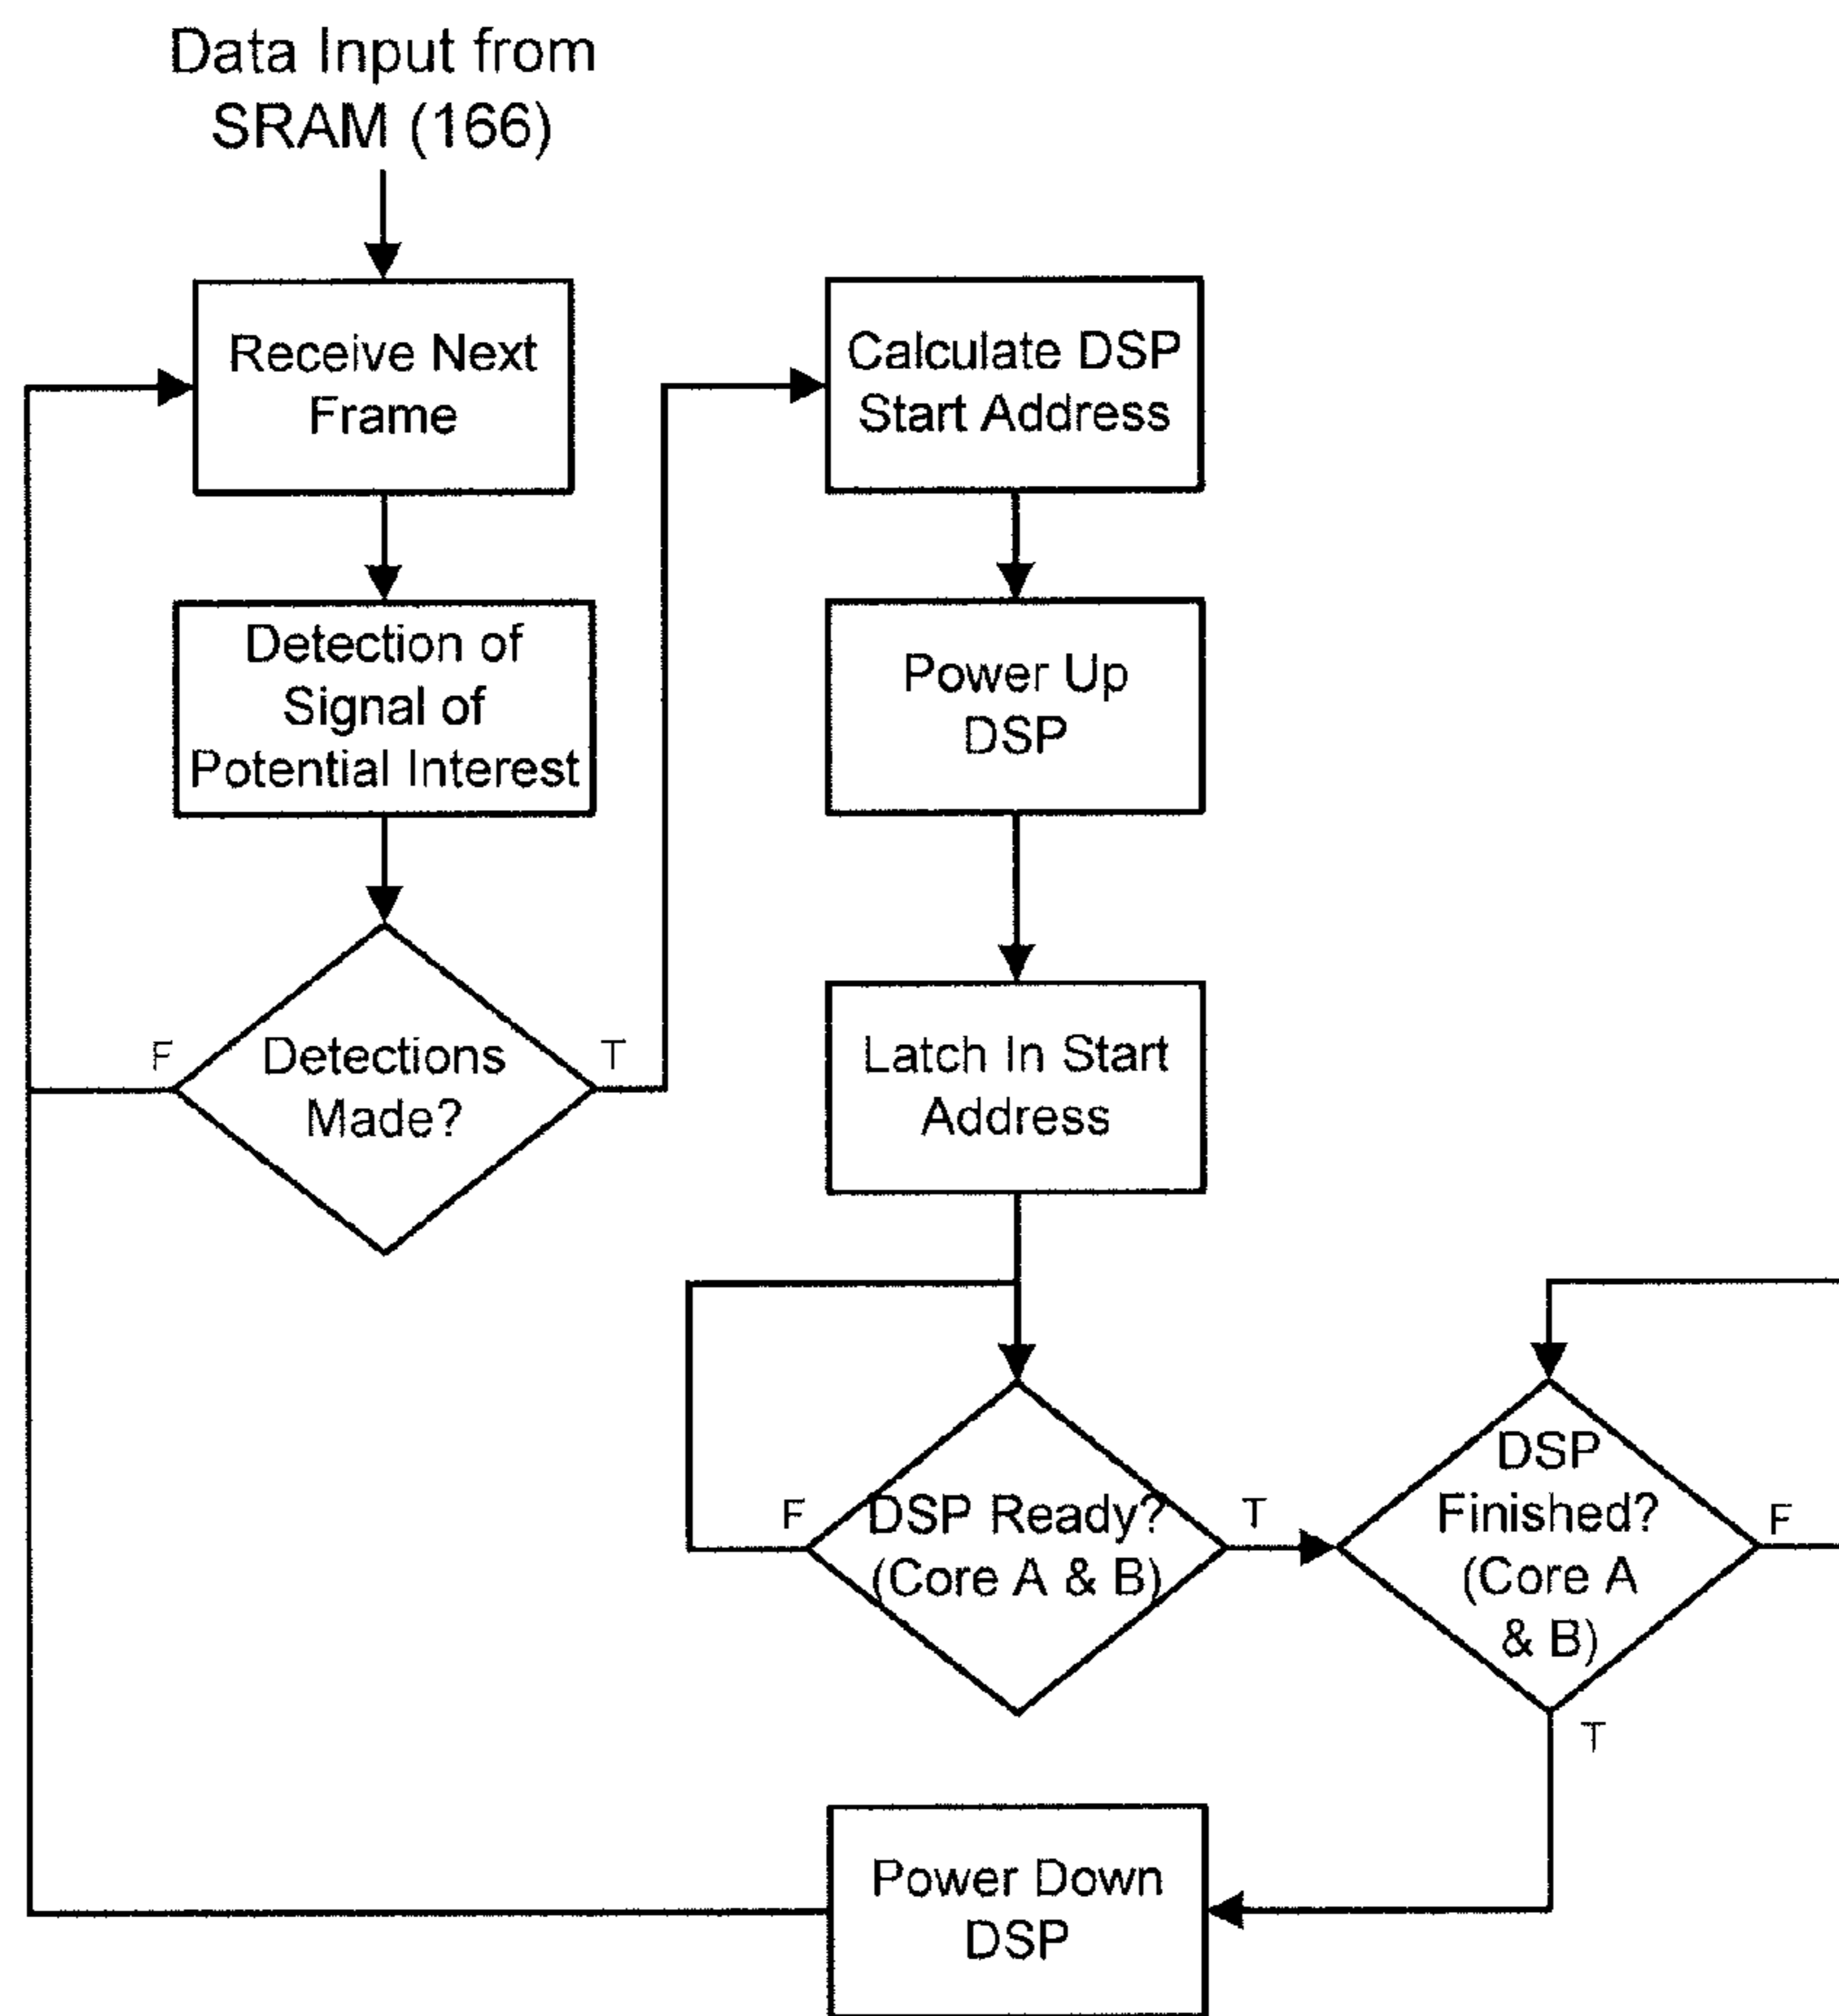 Data Input from
SRAM (166)
Receive Next
Frame
Detection of
Signal of
Potential Interest
F
Detections
Made?
T
Calculate DSP
Start Address
Power Up
DSP
Latch In Start
Address
F
DSP Ready?
(Core A & B)
T
DSP
Finished?
(Core A
& B)
F
T
Power Down
DSP